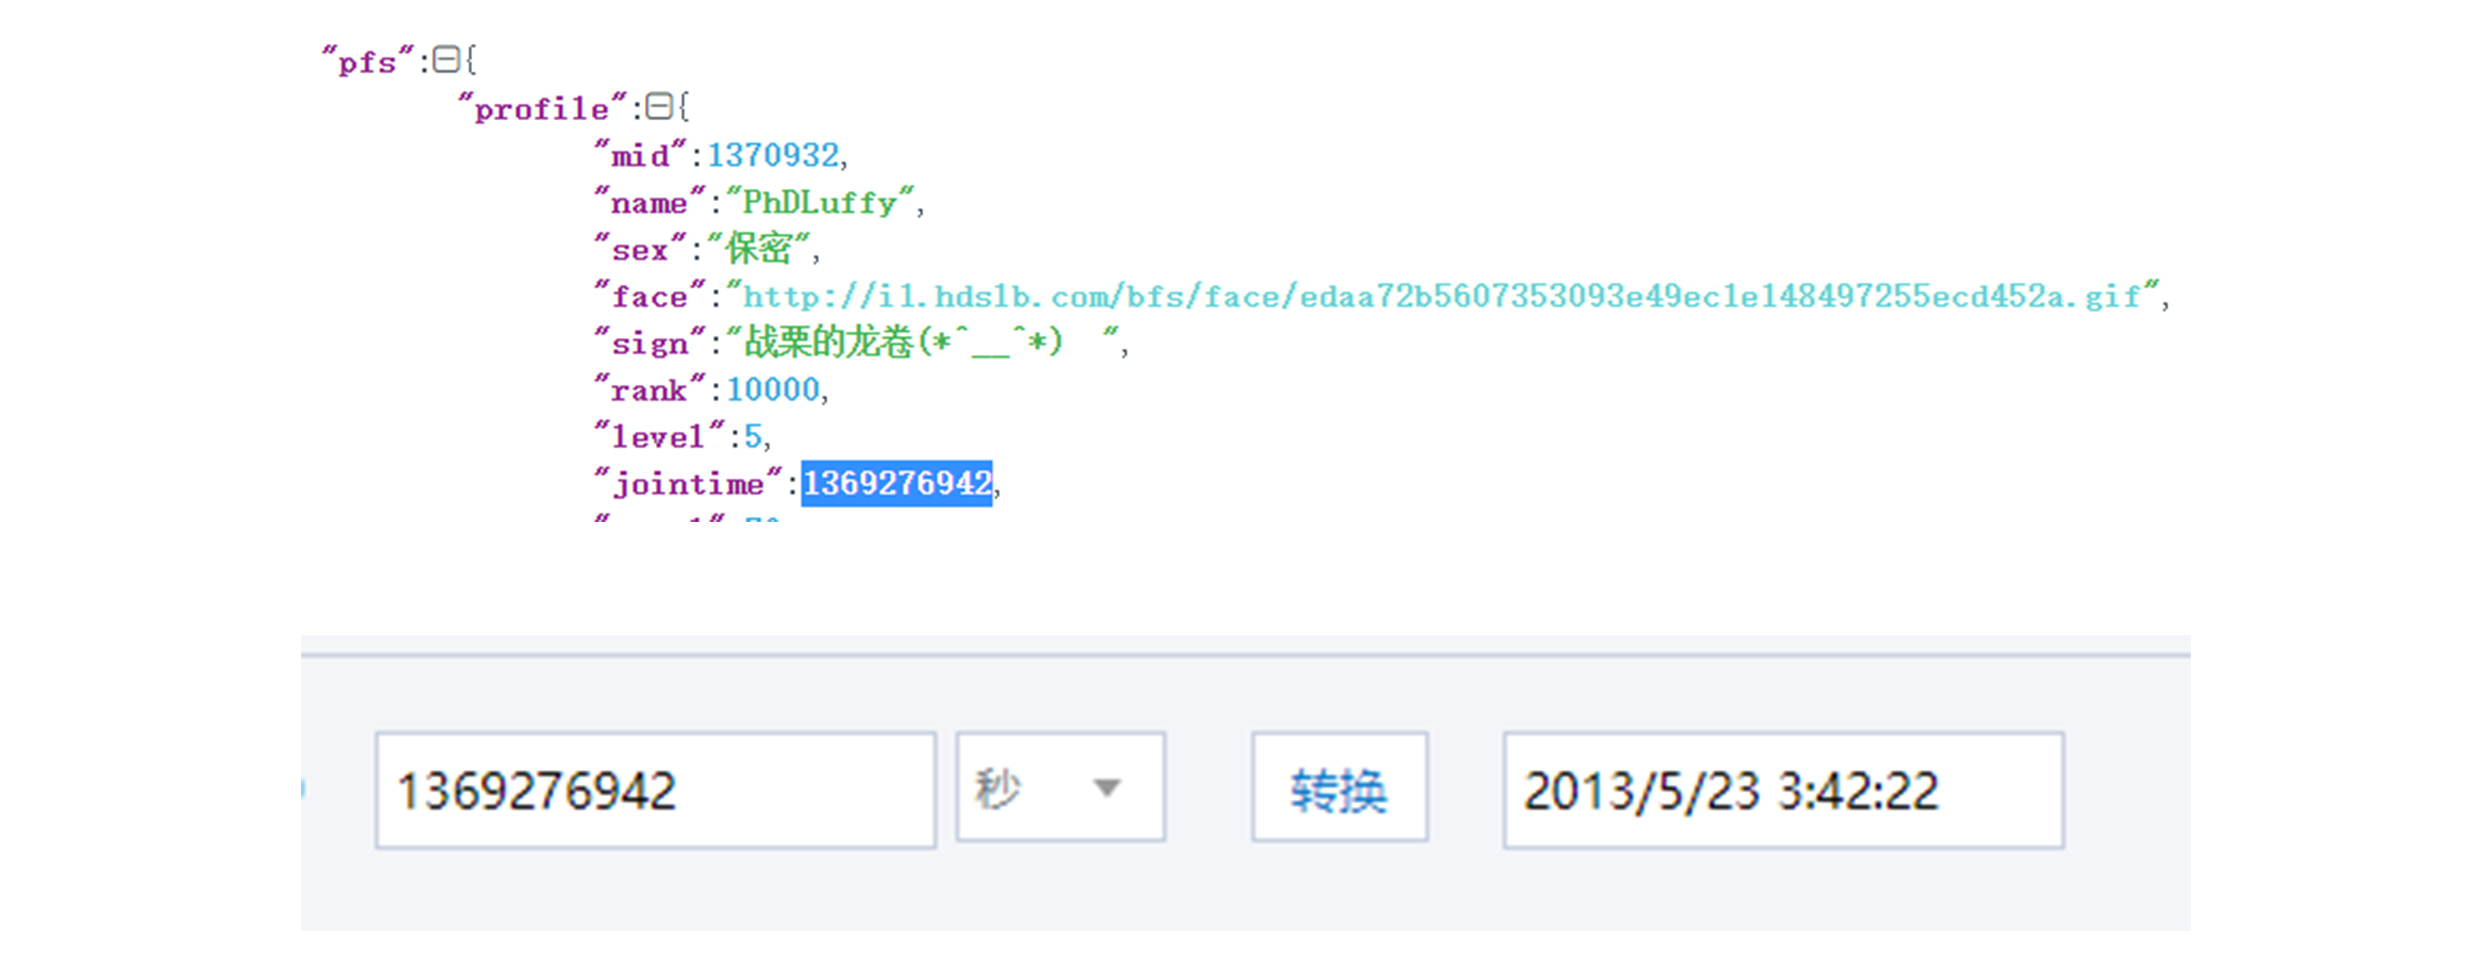 "pfs":{
"profile":{
"mid":1370932,
"name":"PhDLuffy",
"sex":"保密",
"face":"http://i1.hdslb.com/bfs/face/edaa72b5607353093e49ec1e148497255ecd452a.gif",
"sign":"战栗的龙卷(*^__^*) ",
"rank":10000,
"level":5,
"jointime":1369276942,
1369276942 秒 转换 2013/5/23 3:42:22